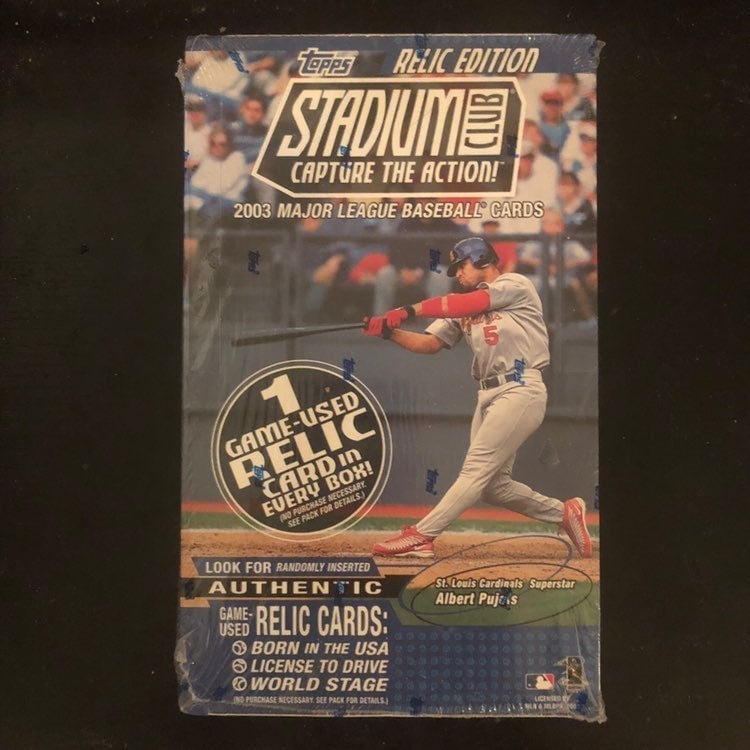 TOPPS RELIC EDITION
STADIUM CLUB
CAPTURE THE ACTION!™
2003 MAJOR LEAGUE BASEBALL® CARDS
5
1
GAME-USED
RELIC
CARD IN
EVERY BOX!
(NO PURCHASE NECESSARY.
SEE PACK FOR DETAILS.)
LOOK FOR RANDOMLY INSERTED
AUTHENTIC
GAME-USED RELIC CARDS:
BORN IN THE USA
LICENSE TO DRIVE
WORLD STAGE
(NO PURCHASE NECESSARY. SEE PACK FOR DETAILS.)
St. Louis Cardinals Superstar
Albert Pujols
LICENSED BY